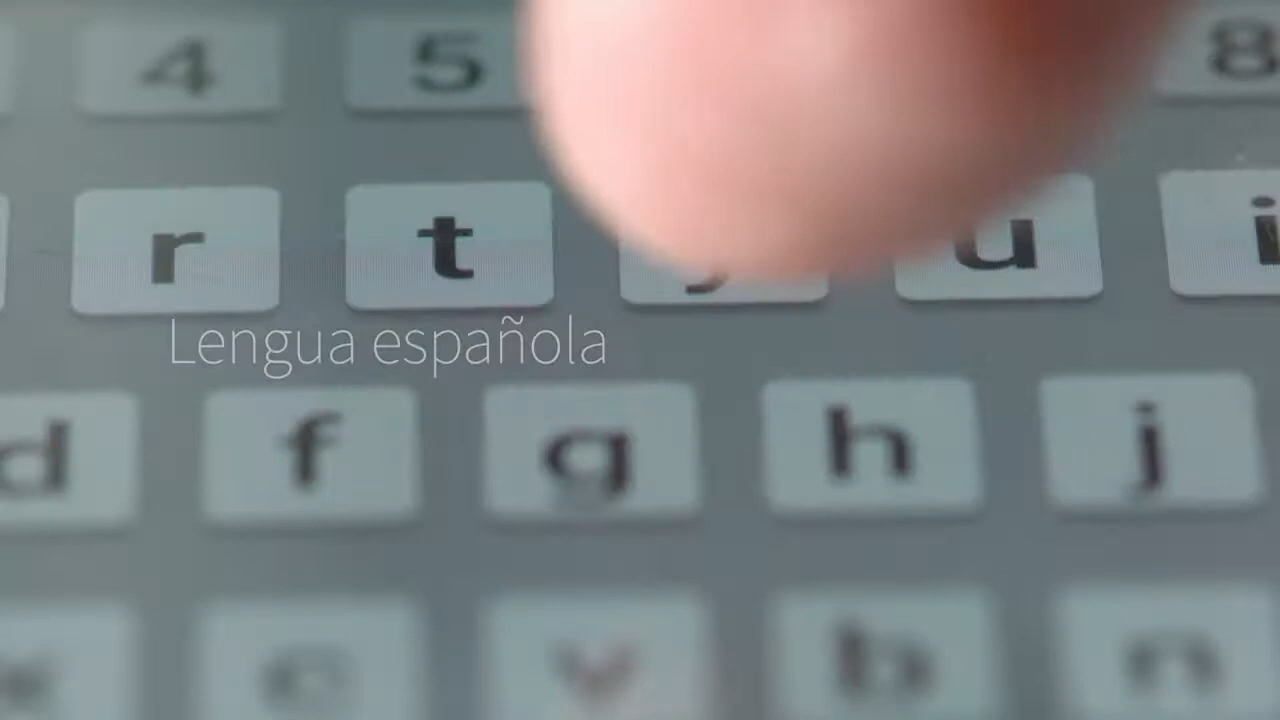 4 5 8
r t u i
Lengua española
d f g h j
c v b n